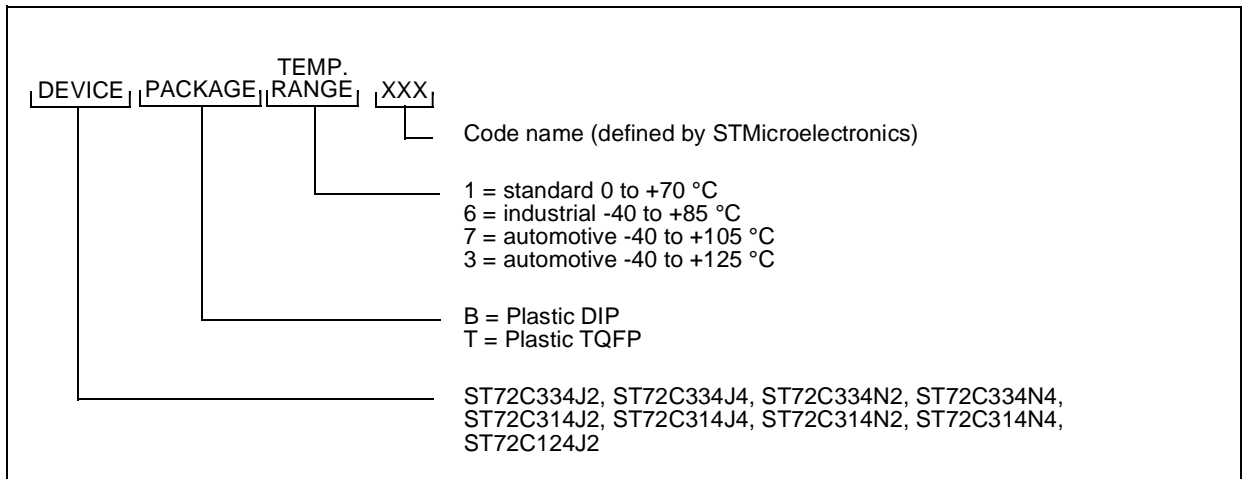 TEMP.
DEVICE PACKAGE RANGE XXX
Code name (defined by STMicroelectronics)
1 = standard 0 to +70 °C
6 = industrial -40 to +85 °C
7 = automotive -40 to +105 °C
3 = automotive -40 to +125 °C
B = Plastic DIP
T = Plastic TQFP
ST72C334J2, ST72C334J4, ST72C334N2, ST72C334N4,
ST72C314J2, ST72C314J4, ST72C314N2, ST72C314N4,
ST72C124J2